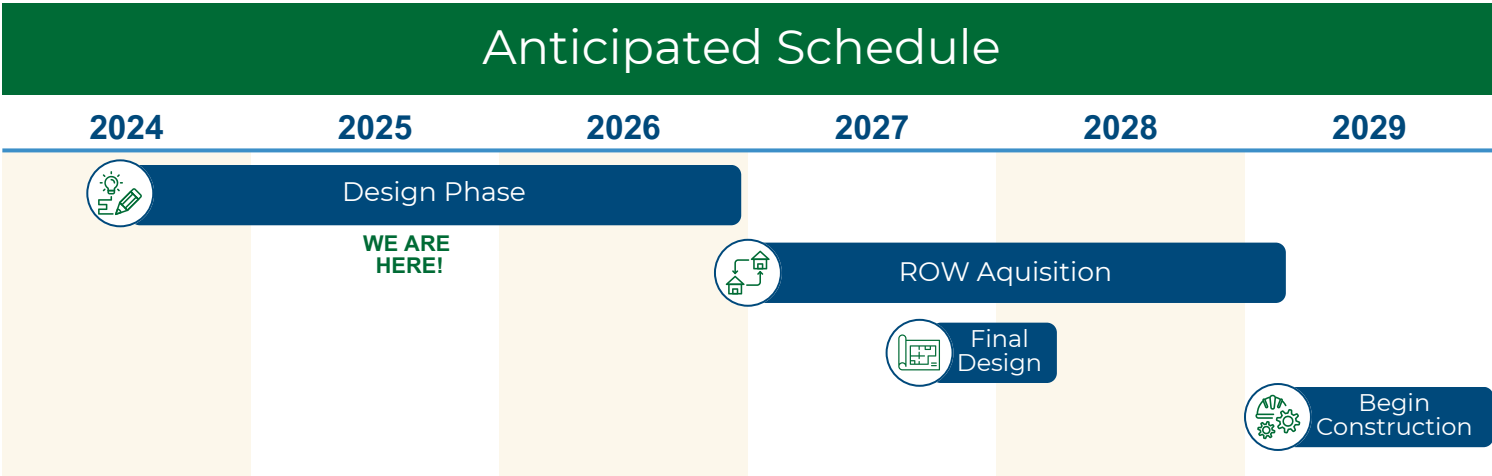 Anticipated Schedule
2024 2025 2026 2027 2028 2029
Design Phase
WE ARE
HERE!
ROW Aquisition
Final
Design
Begin
Construction